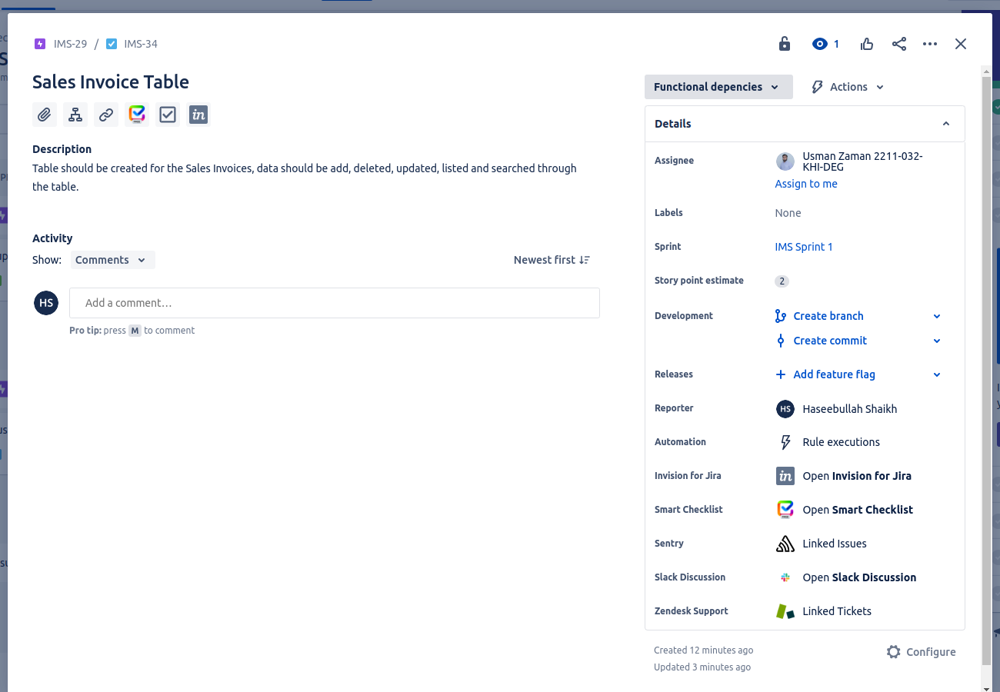 IMS-29 / IMS-34
1
Sales Invoice Table
Functional depencies
Actions
in
Description
Table should be created for the Sales Invoices, data should be add, deleted, updated, listed and searched through
the table.
Activity
Show: Comments
Newest first
HS
Add a comment…
Pro tip: press M to comment
Details
Assignee
Usman Zaman 2211-032-
KHI-DEG
Assign to me
Labels
None
Sprint
IMS Sprint 1
Story point estimate
2
Development
Create branch
Create commit
Releases
Add feature flag
Reporter
HS Haseebullah Shaikh
Automation
Rule executions
Invision for Jira
in Open Invision for Jira
Smart Checklist
Open Smart Checklist
Sentry
Linked Issues
Slack Discussion
Open Slack Discussion
Zendesk Support
Linked Tickets
Created 12 minutes ago
Updated 3 minutes ago
Configure